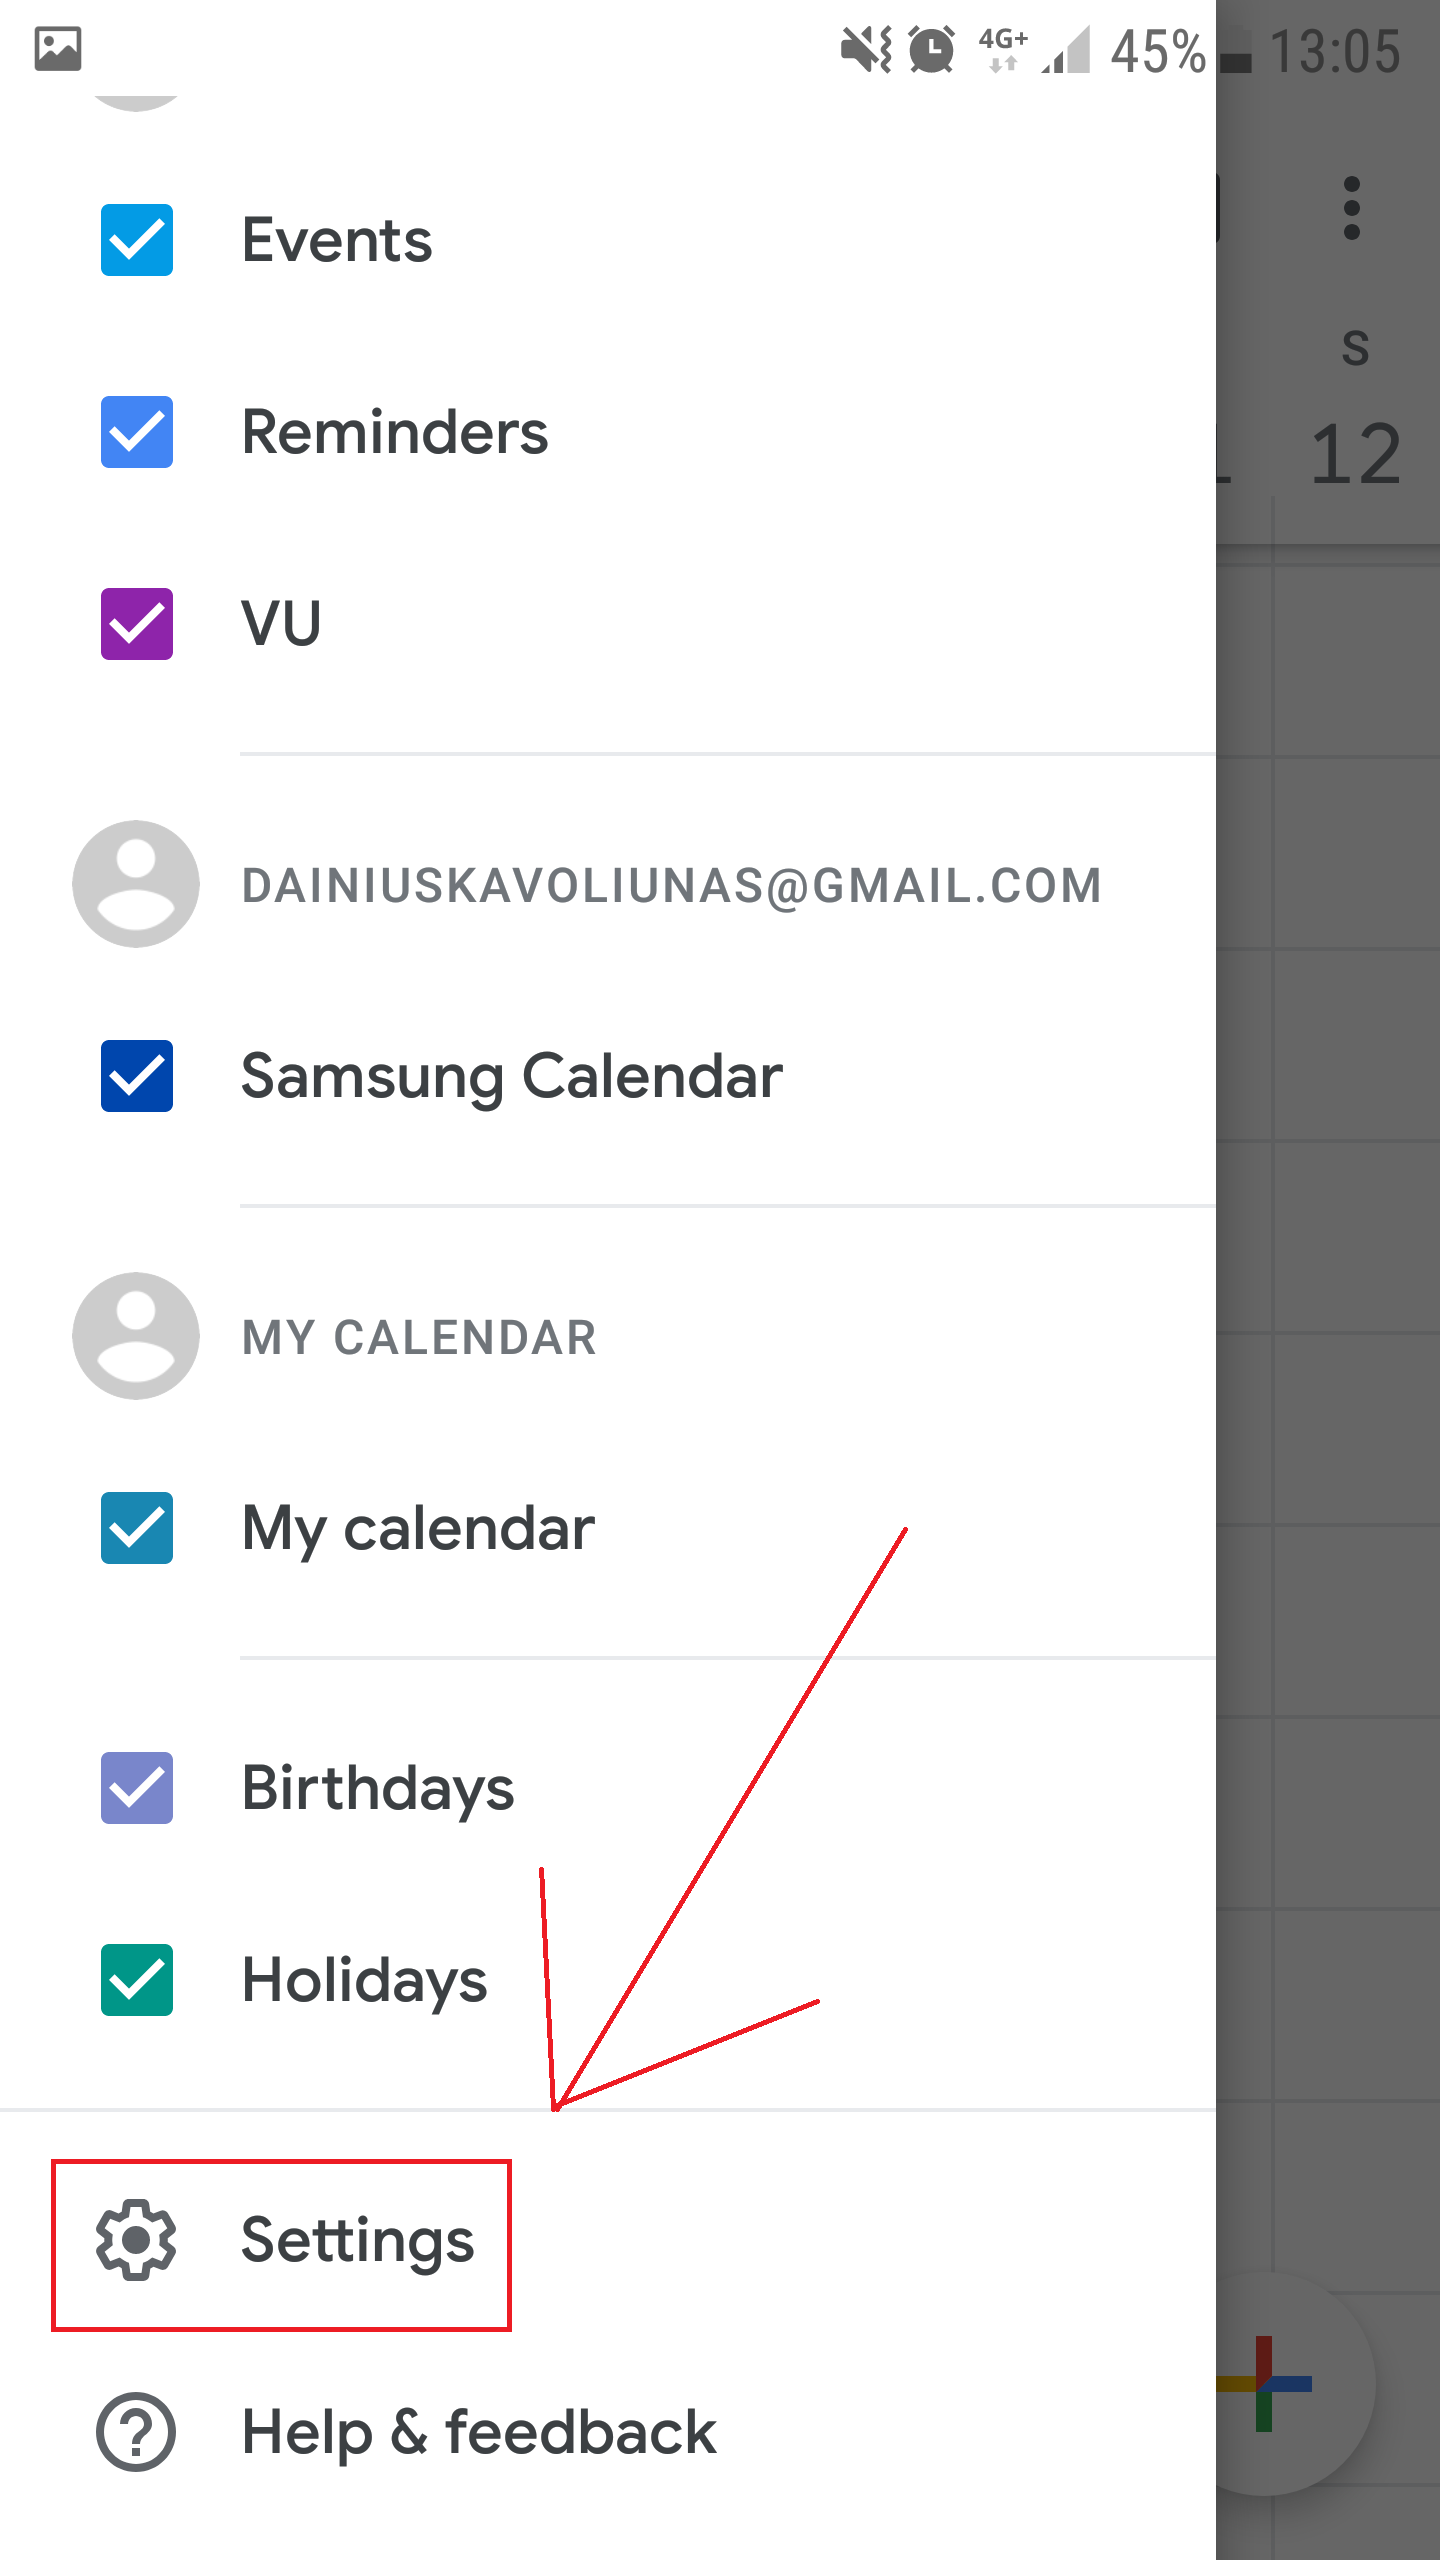 4G+ 45% 13:05
Events
S
Reminders
12
VU
DAINIUSKAVOLIUNAS@GMAIL.COM
Samsung Calendar
MY CALENDAR
My calendar
Birthdays
Holidays
Settings
Help & feedback